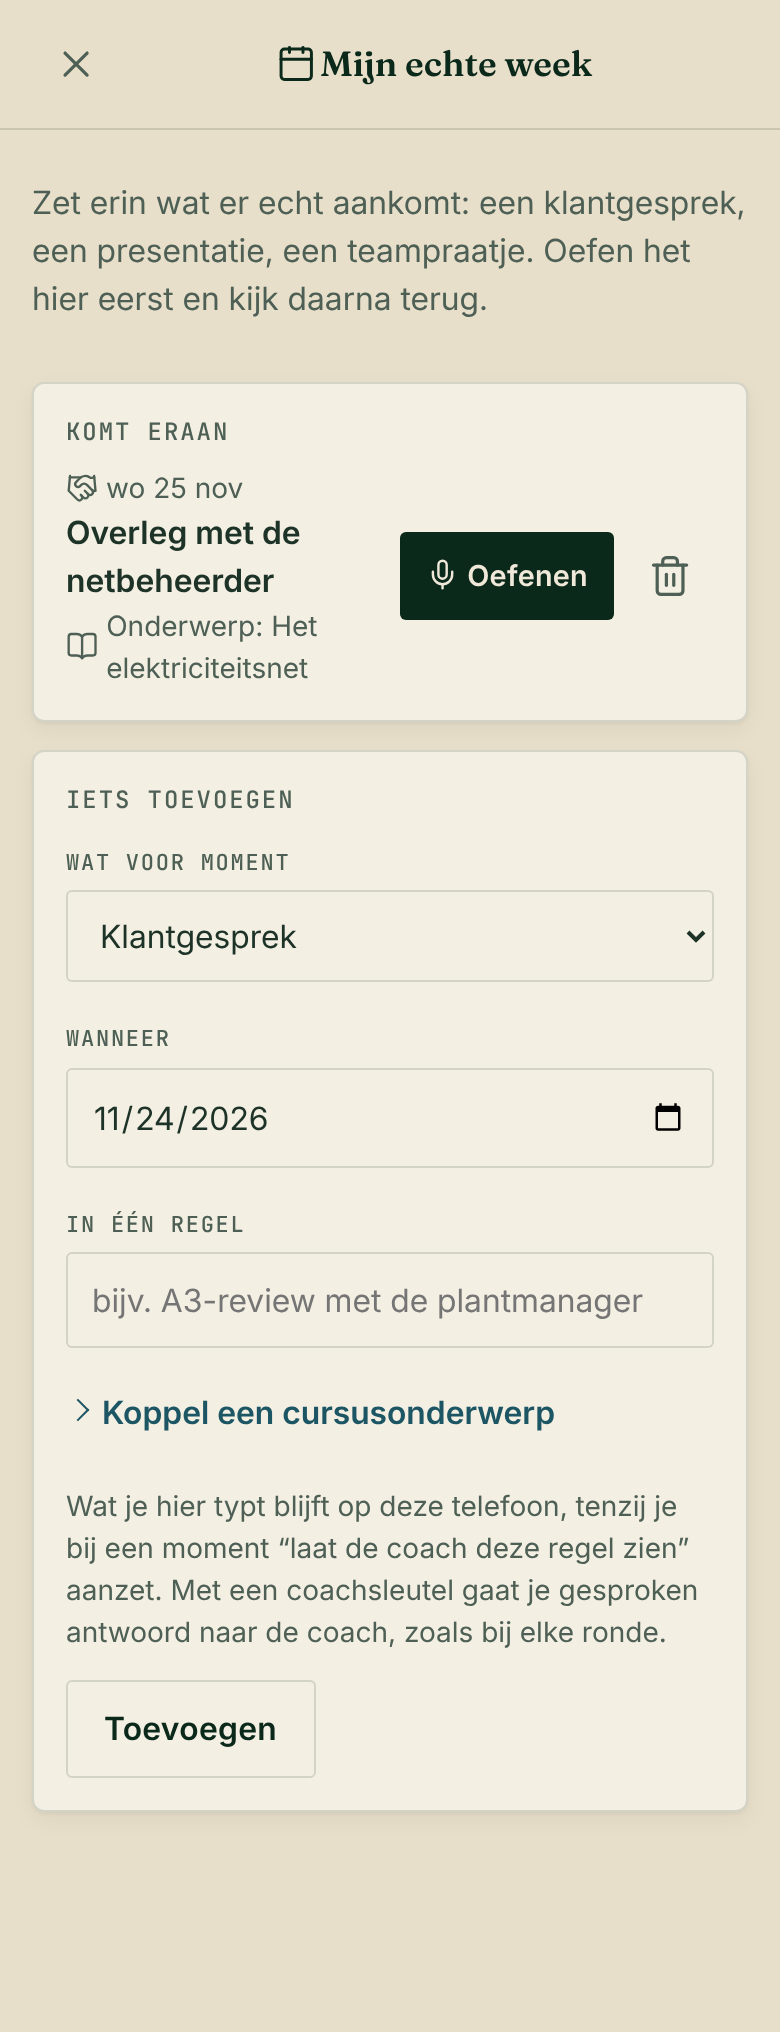 Mijn echte week
Zet erin wat er echt aankomt: een klantgesprek,
een presentatie, een teampraatje. Oefen het
hier eerst en kijk daarna terug.
KOMT ERAAN
wo 25 nov
Overleg met de
netbeheerder
Onderwerp: Het
elektriciteitsnet
Oefenen
IETS TOEVOEGEN
WAT VOOR MOMENT
Klantgesprek
WANNEER
11/24/2026
IN ÉÉN REGEL
bijv. A3-review met de plantmanager
Koppel een cursusonderwerp
Wat je hier typt blijft op deze telefoon, tenzij je
bij een moment “laat de coach deze regel zien”
aanzet. Met een coachsleutel gaat je gesproken
antwoord naar de coach, zoals bij elke ronde.
Toevoegen